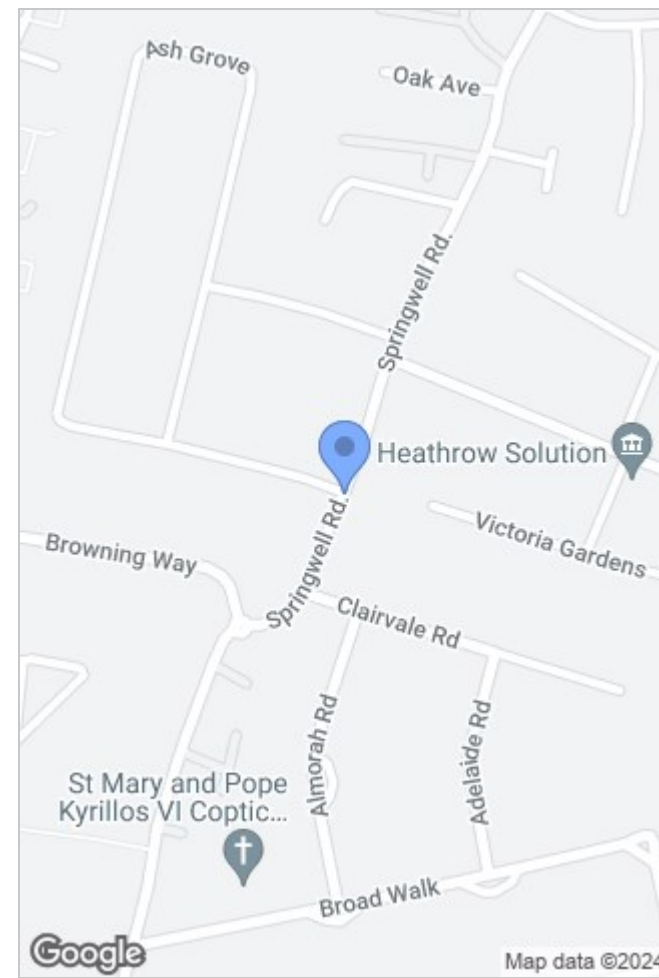 Ash Grove
Oak Ave
Springwell Rd.
Heathrow Solution
Victoria Gardens
Springwell Rd.
Browning Way
Clairvale Rd
Almorah Rd
Adelaide Rd
St Mary and Pope
Kyrillos VI Coptic...
Broad Walk
Google
Map data ©2024